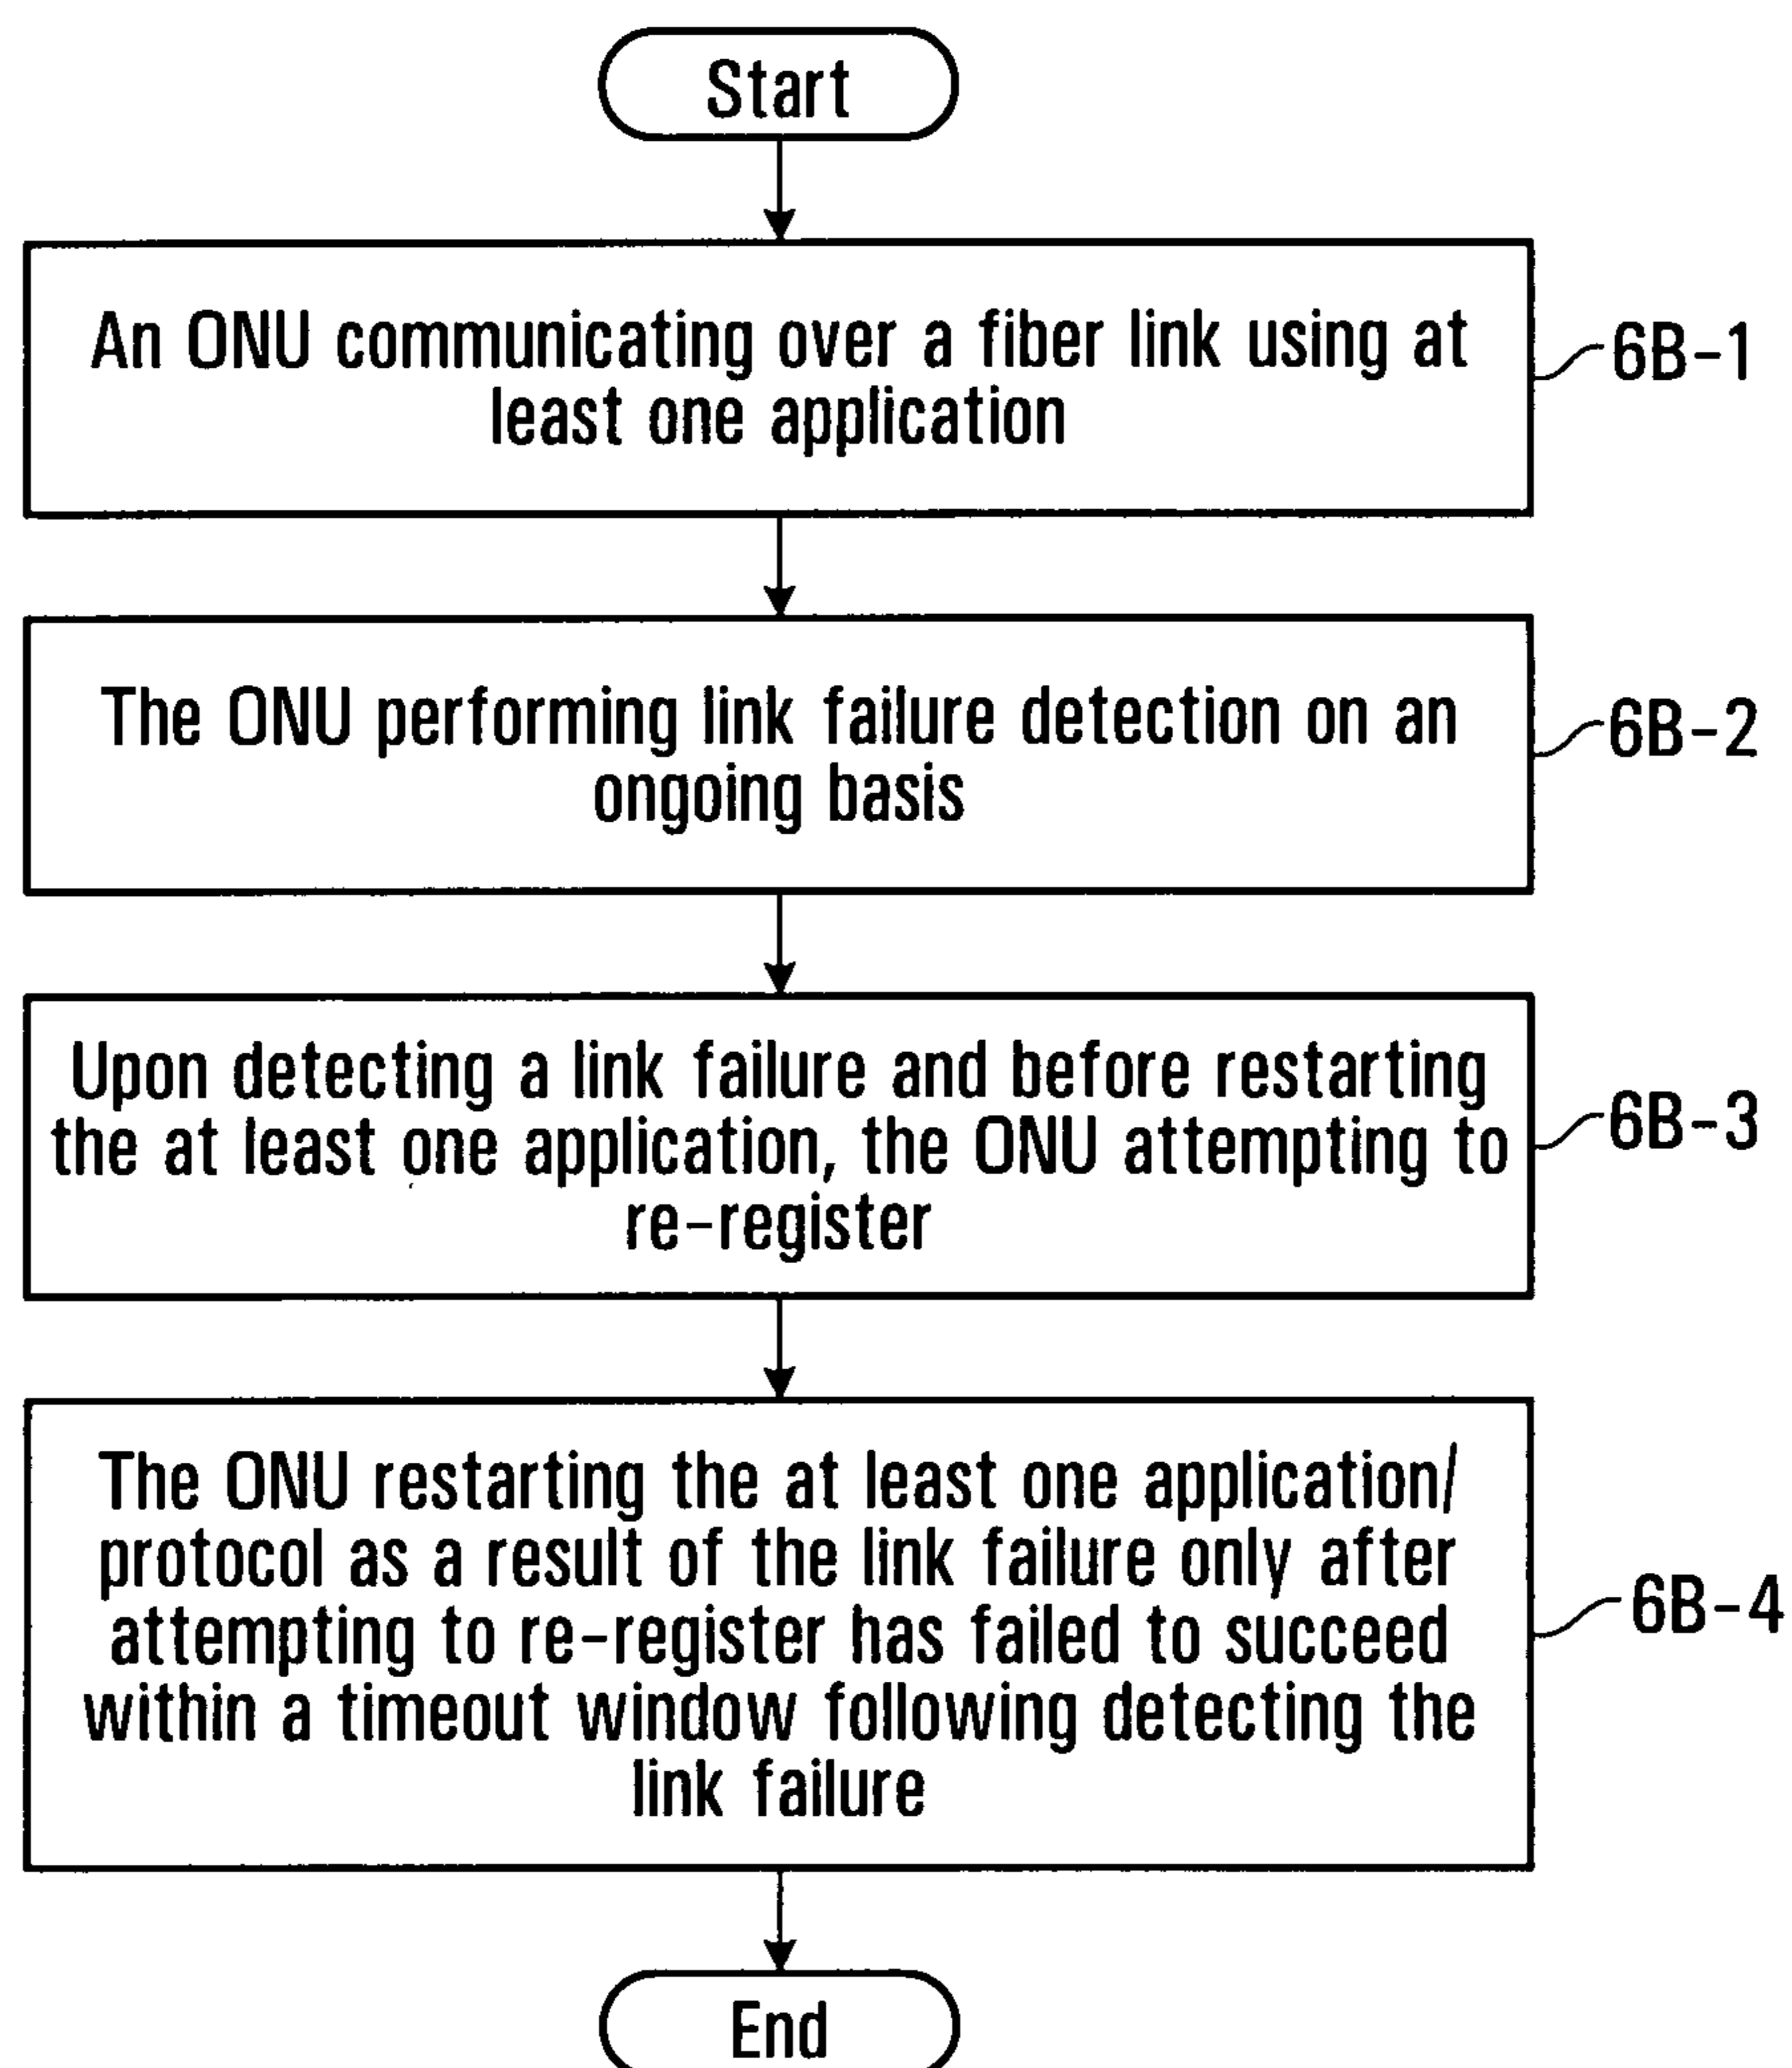 Start
An ONU communicating over a fiber link using at
least one application
6B-1
The ONU performing link failure detection on an
ongoing basis
6B-2
Upon detecting a link failure and before restarting
the at least one application, the ONU attempting to
re-register
6B-3
The ONU restarting the at least one application/
protocol as a result of the link failure only after
attempting to re-register has failed to succeed
within a timeout window following detecting the
link failure
6B-4
End